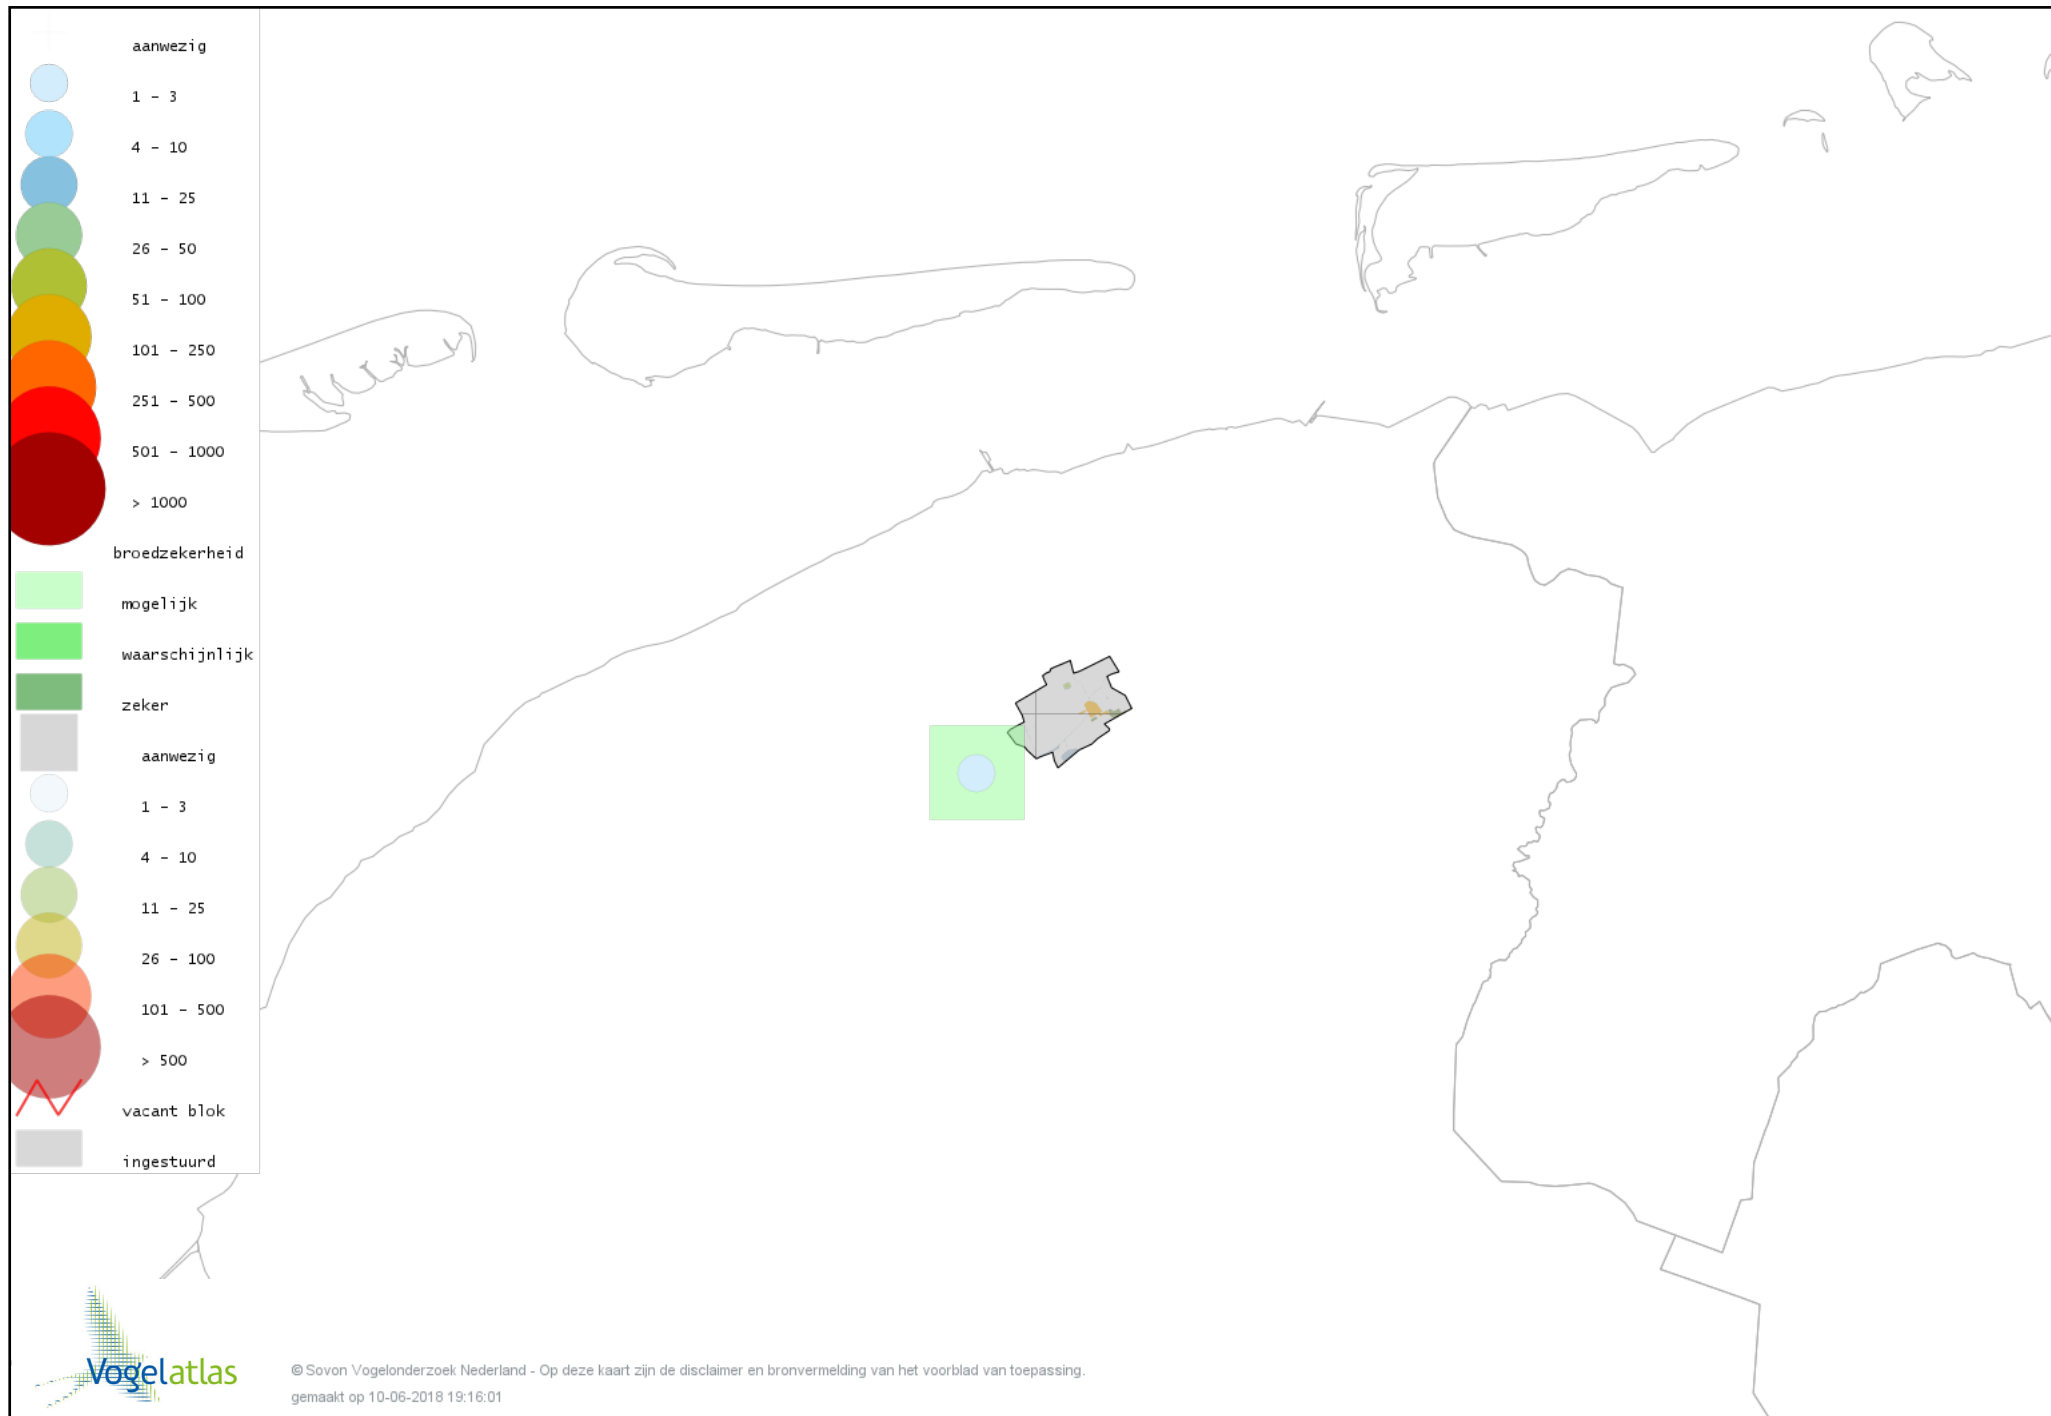 aanwezig
1 - 3
4 - 10
11 - 25
26 - 50
51 - 100
101 - 250
251 - 500
501 - 1000
> 1000
broedzekerheid
mogelijk
waarschijnlijk
zeker
aanwezig
1 - 3
4 - 10
11 - 25
26 - 100
101 - 500
> 500
vacant blok
ingestuurd
Vogelatlas
© Sovon Vogelonderzoek Nederland - Op deze kaart zijn de disclaimer en bronvermelding van het voorblad van toepassing.
gemaakt op 10-06-2018 19:16:01